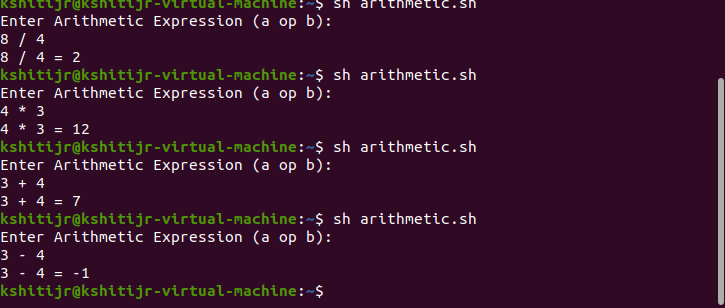 kshitijr@kshitijr-virtual-machine:~$ sh arithmetic.sh
Enter Arithmetic Expression (a op b):
8 / 4
8 / 4 = 2
kshitijr@kshitijr-virtual-machine:~$ sh arithmetic.sh
Enter Arithmetic Expression (a op b):
4 * 3
4 * 3 = 12
kshitijr@kshitijr-virtual-machine:~$ sh arithmetic.sh
Enter Arithmetic Expression (a op b):
3 + 4
3 + 4 = 7
kshitijr@kshitijr-virtual-machine:~$ sh arithmetic.sh
Enter Arithmetic Expression (a op b):
3 - 4
3 - 4 = -1
kshitijr@kshitijr-virtual-machine:~$